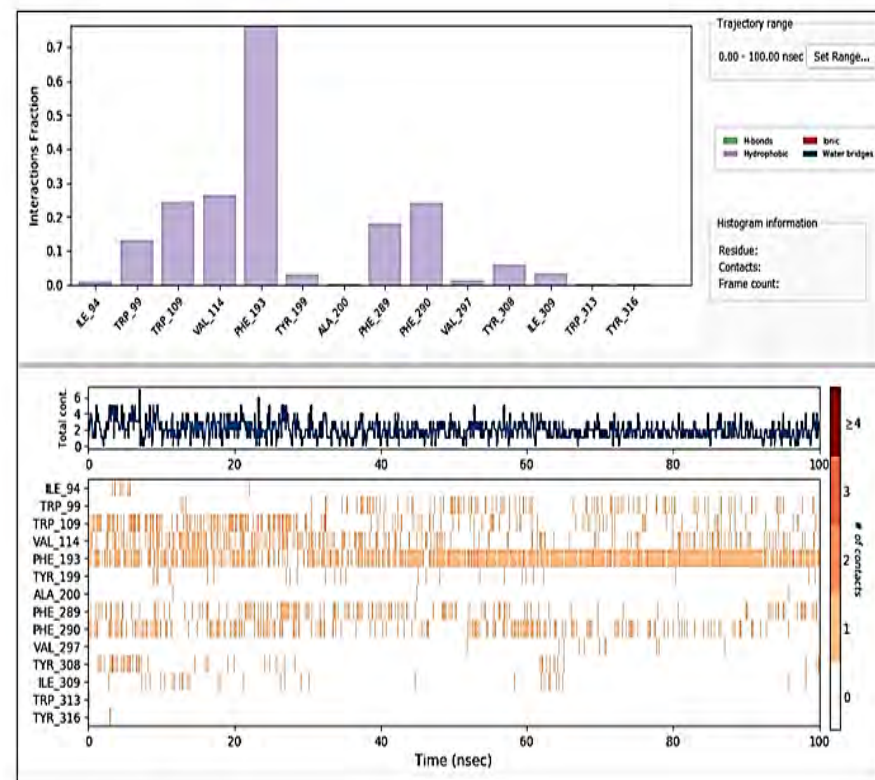 Trajectory range
0.00 - 100.00 nsec Set Range...
H-bonds
Hydrophobic
Ionic
Water bridges
Histogram information
Residue:
Contacts:
Frame count:
Interactions Fraction
0.7
0.6
0.5
0.4
0.3
0.2
0.1
0.0
ILE_94
TRP_99
TRP_109
VAL_114
PHE_193
TYR_199
ALA_200
PHE_289
PHE_290
VAL_297
TYR_308
ILE_309
TRP_313
TYR_316
Total cont.
6
4
2
0
0 20 40 60 80 100
ILE_94
TRP_99
TRP_109
VAL_114
PHE_193
TYR_199
ALA_200
PHE_289
PHE_290
VAL_297
TYR_308
ILE_309
TRP_313
TYR_316
0 20 40 60 80 100
Time (nsec)
≥4
3
2
1
0
# of contacts